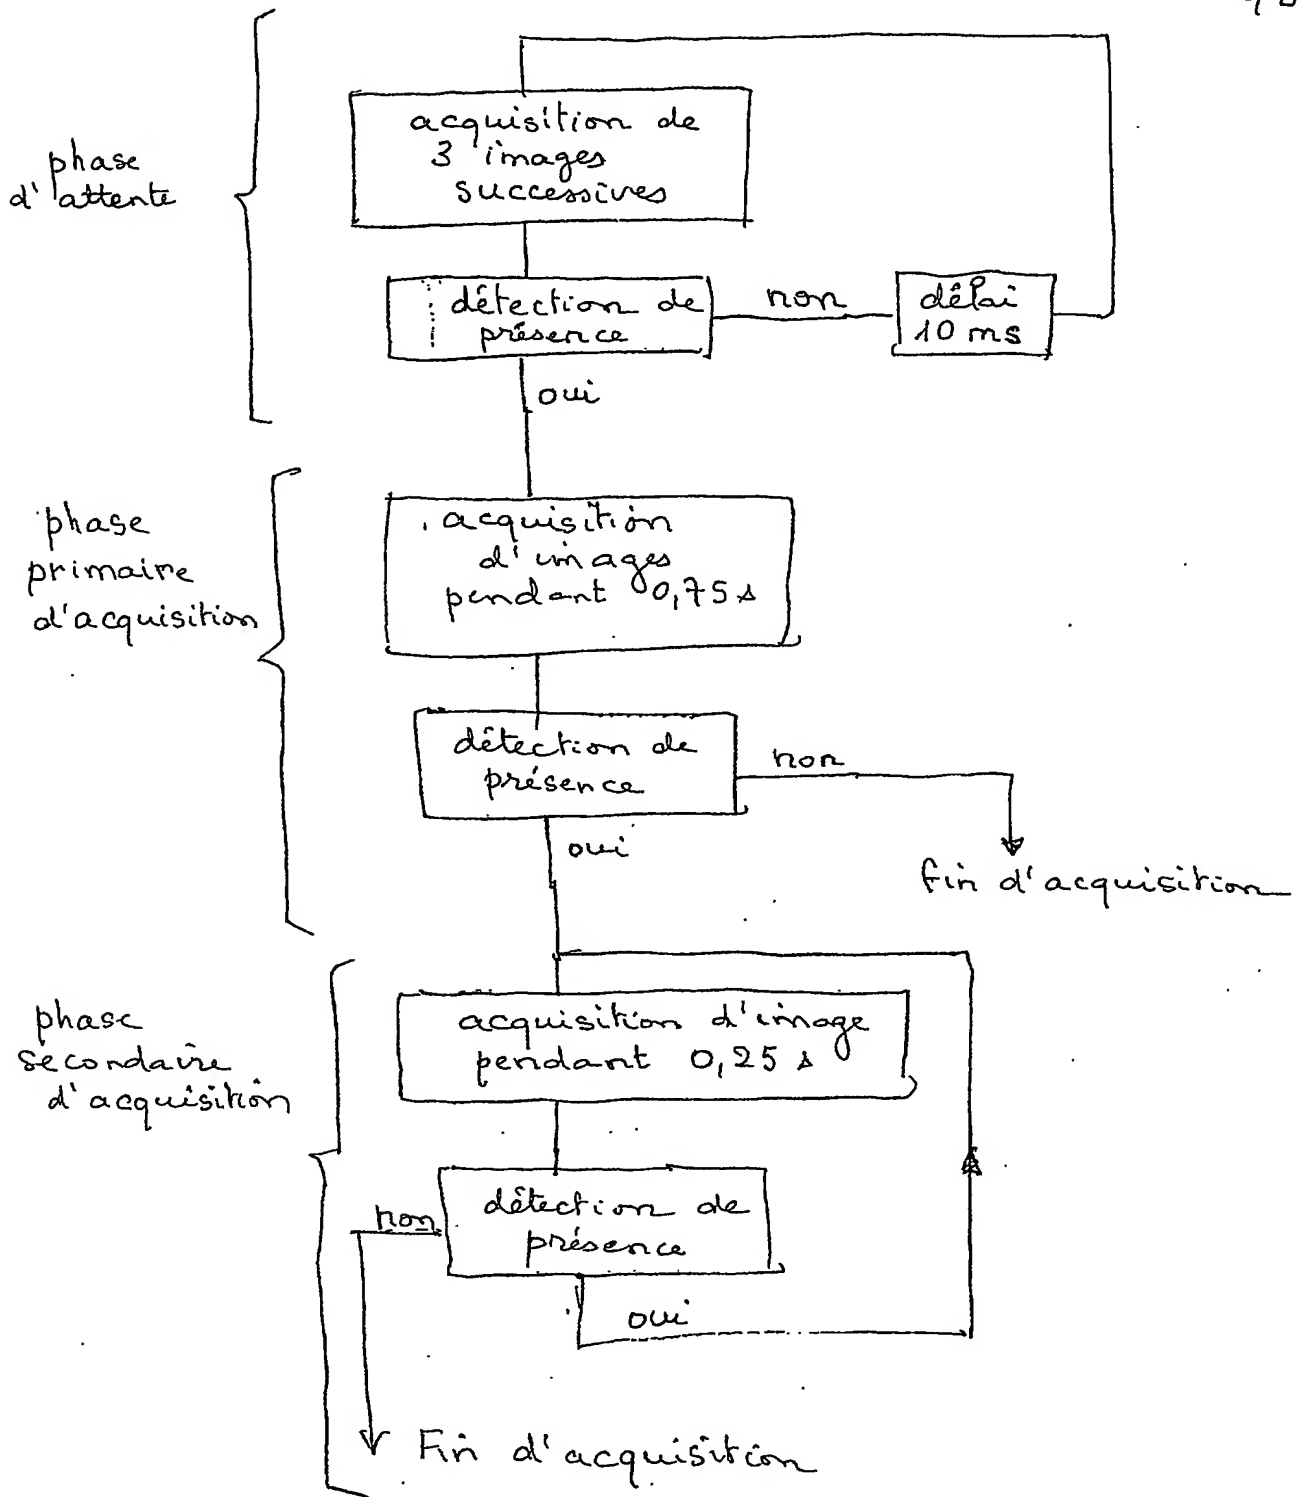 acquisition de
3 images
successives
phase
d'attente
détection de
présence
non
délai
10 ms
oui
phase
primaire
d'acquisition
acquisition
d'images
pendant 0,75 s
détection de
présence
non
oui
fin d'acquisition
phase
secondaire
d'acquisition
acquisition d'image
pendant 0,25 s
détection de
présence
non
oui
Fin d'acquisition